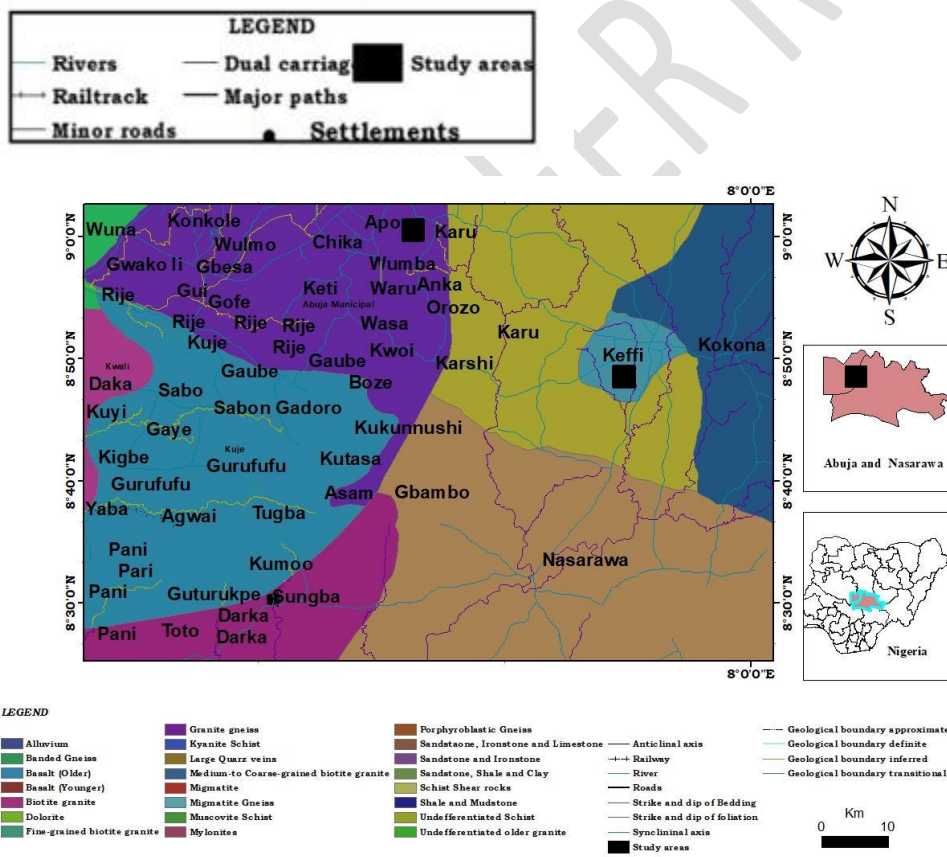 LEGEND
Rivers Dual carriag Study areas
Railtrack Major paths
Minor roads Settlements
8°0'0"E
9°0'0"N 9°0'0"N
Wuna Konkole Apo Karu
Wulmo Chika
Gwako li Gbesa Wumba
Rije Gui Gofe Keti Waru Anka
Abuja Municipal Orozo
Rije Rije Rije Wasa Karu
Kuje Rije Kwoi Kokona
8°50'0"N Gaube Gaube Karshi Keffi 8°50'0"N
Kwali
Daka Sabo Boze
Kuyi Sabon Gadoro
Gaye Kukunnushi
Kuje
Kigbe Gurufufu Kutasa
Gurufufu Asam Gbambo
8°40'0"N 8°40'0"N
Yaba Agwai Tugba
Pani
Pari Kumoo Nasarawa
Pani Guturukpe Sungba
8°30'0"N 8°30'0"N
Darka
Pani Toto Darka
8°0'0"E
N
W E
S
Abuja and Nasarawa
Nigeria
LEGEND
Alluvium
Banded Gneiss
Basalt (Older)
Basalt (Younger)
Biotite granite
Dolorite
Fine-grained biotite granite
Granite gneiss
Kyanite Schist
Large Quarz veins
Medium-to Coarse-grained biotite granite
Migmatite
Migmatite Gneiss
Muscovite Schist
Mylonites
Porphyroblastic Gneiss
Sandstaone, Ironstone and Limestone
Sandstone and Ironstone
Sandstone, Shale and Clay
Schist Shear rocks
Shale and Mudstone
Undefferentiated Schist
Undefferentiated older granite
Anticlinal axis
Railway
River
Roads
Strike and dip of Bedding
Strike and dip of foliation
Synclininal axis
Study areas
Geological boundary approximate
Geological boundary definite
Geological boundary inferred
Geological boundary transitional
Km
0 10